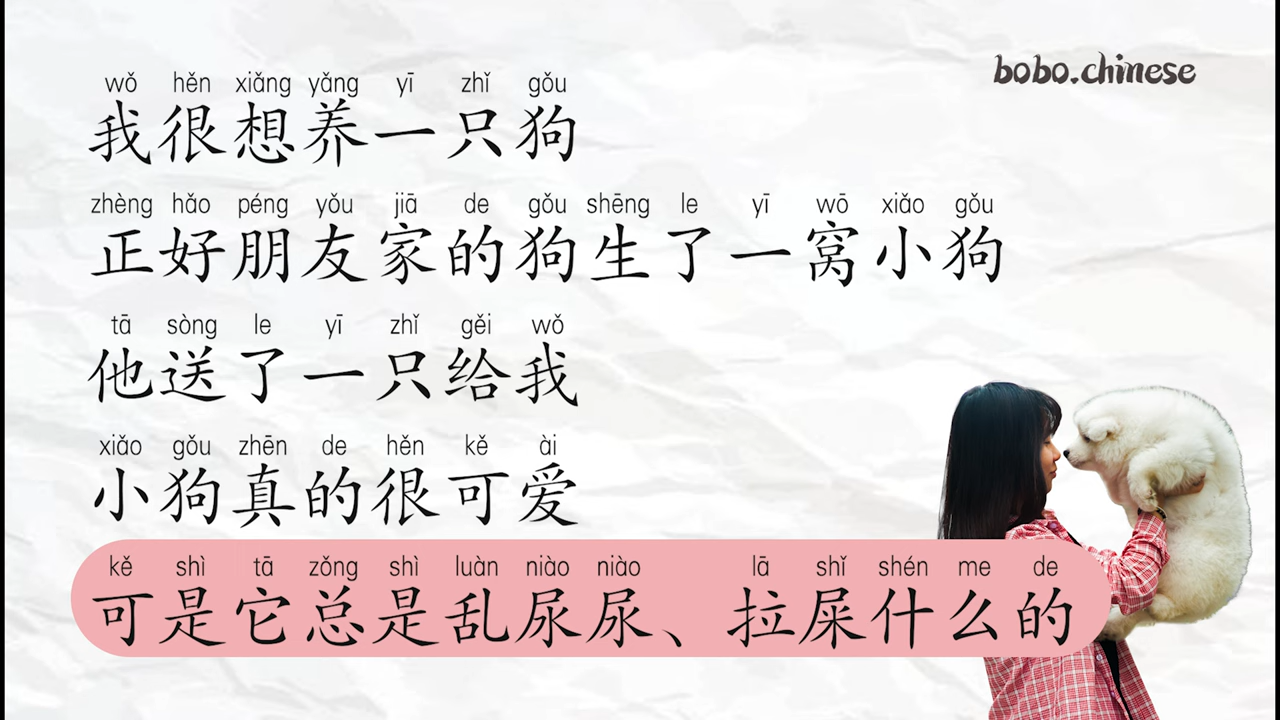 bobo.chinese
wǒ hěn xiǎng yǎng yī zhǐ gǒu
我很想养一只狗
zhèng hǎo péng yǒu jiā de gǒu shēng le yī wō xiǎo gǒu
正好朋友家的狗生了一窝小狗
tā sòng le yī zhǐ gěi wǒ
他送了一只给我
xiǎo gǒu zhēn de hěn kě ài
小狗真的很可爱
kě shì tā zǒng shì luàn niào niào lā shǐ shén me de
可是它总是乱尿尿、拉屎什么的